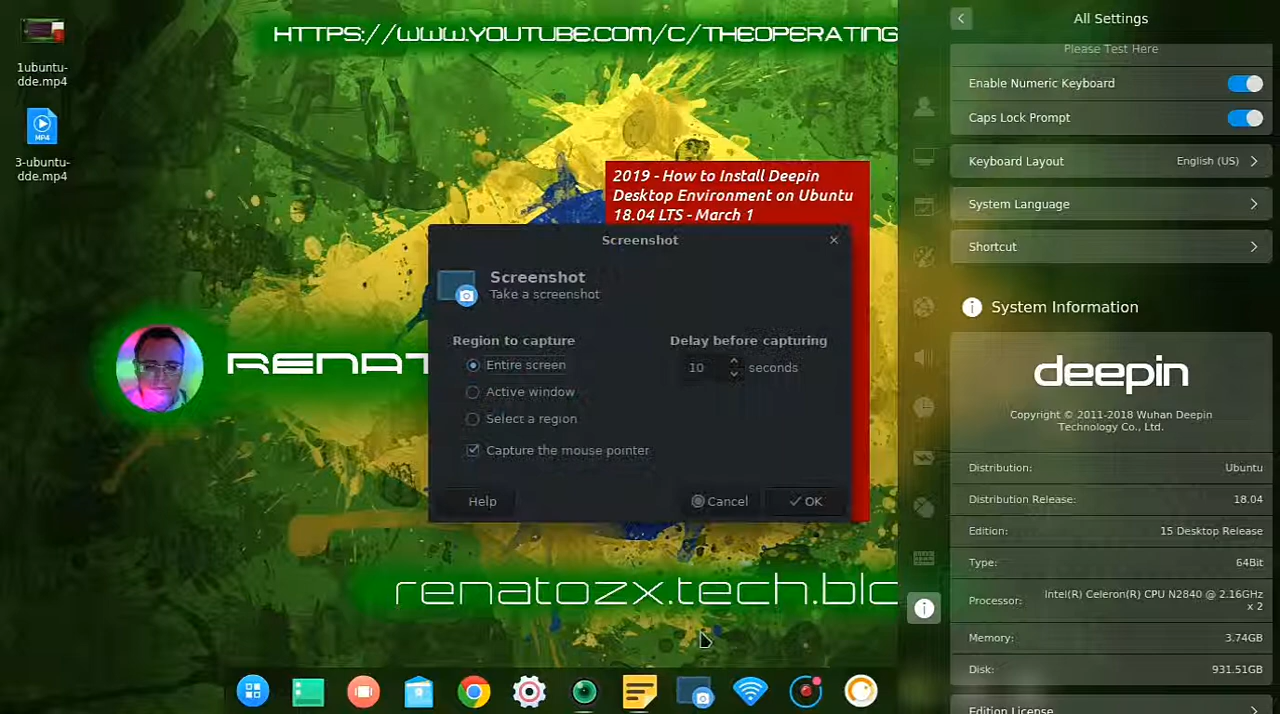 HTTPS://WWW.YOUTUBE.COM/C/THEOPERATING
1ubuntu-
dde.mp4
MP4
3-ubuntu-
dde.mp4
2019 - How to Install Deepin
Desktop Environment on Ubuntu
18.04 LTS - March 1
Screenshot
Screenshot
Take a screenshot
Region to capture
Entire screen
Active window
Select a region
Capture the mouse pointer
Delay before capturing
10 seconds
Help
Cancel
OK
RENAT
renatozx.tech.blo
All Settings
Please Test Here
Enable Numeric Keyboard
Caps Lock Prompt
Keyboard Layout English (US)
System Language
Shortcut
System Information
deepin
Copyright © 2011-2018 Wuhan Deepin
Technology Co., Ltd.
Distribution: Ubuntu
Distribution Release: 18.04
Edition: 15 Desktop Release
Type: 64Bit
Processor: Intel(R) Celeron(R) CPU N2840 @ 2.16GHz
x 2
Memory: 3.74GB
Disk: 931.51GB
Edition License